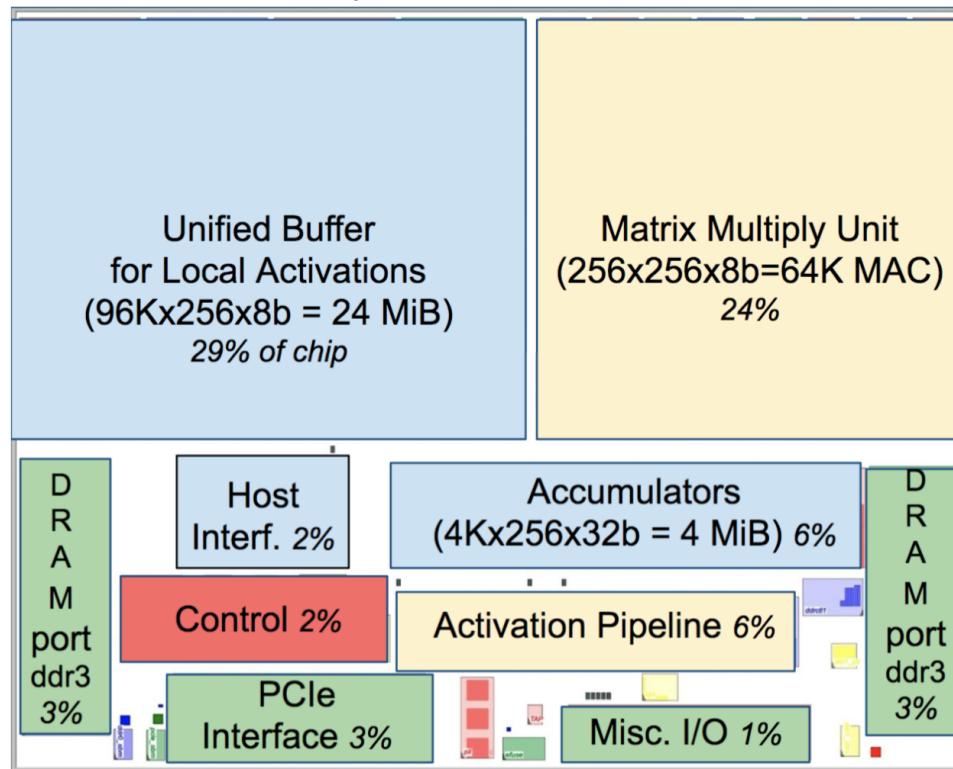 Unified Buffer
for Local Activations
(96Kx256x8b = 24 MiB)
29% of chip
Matrix Multiply Unit
(256x256x8b=64K MAC)
24%
D
R
A
M
port
ddr3
3%
Host
Interf. 2%
Accumulators
(4Kx256x32b = 4 MiB) 6%
D
R
A
M
port
ddr3
3%
Control 2%
Activation Pipeline 6%
PCIe
Interface 3%
Misc. I/O 1%
TAP